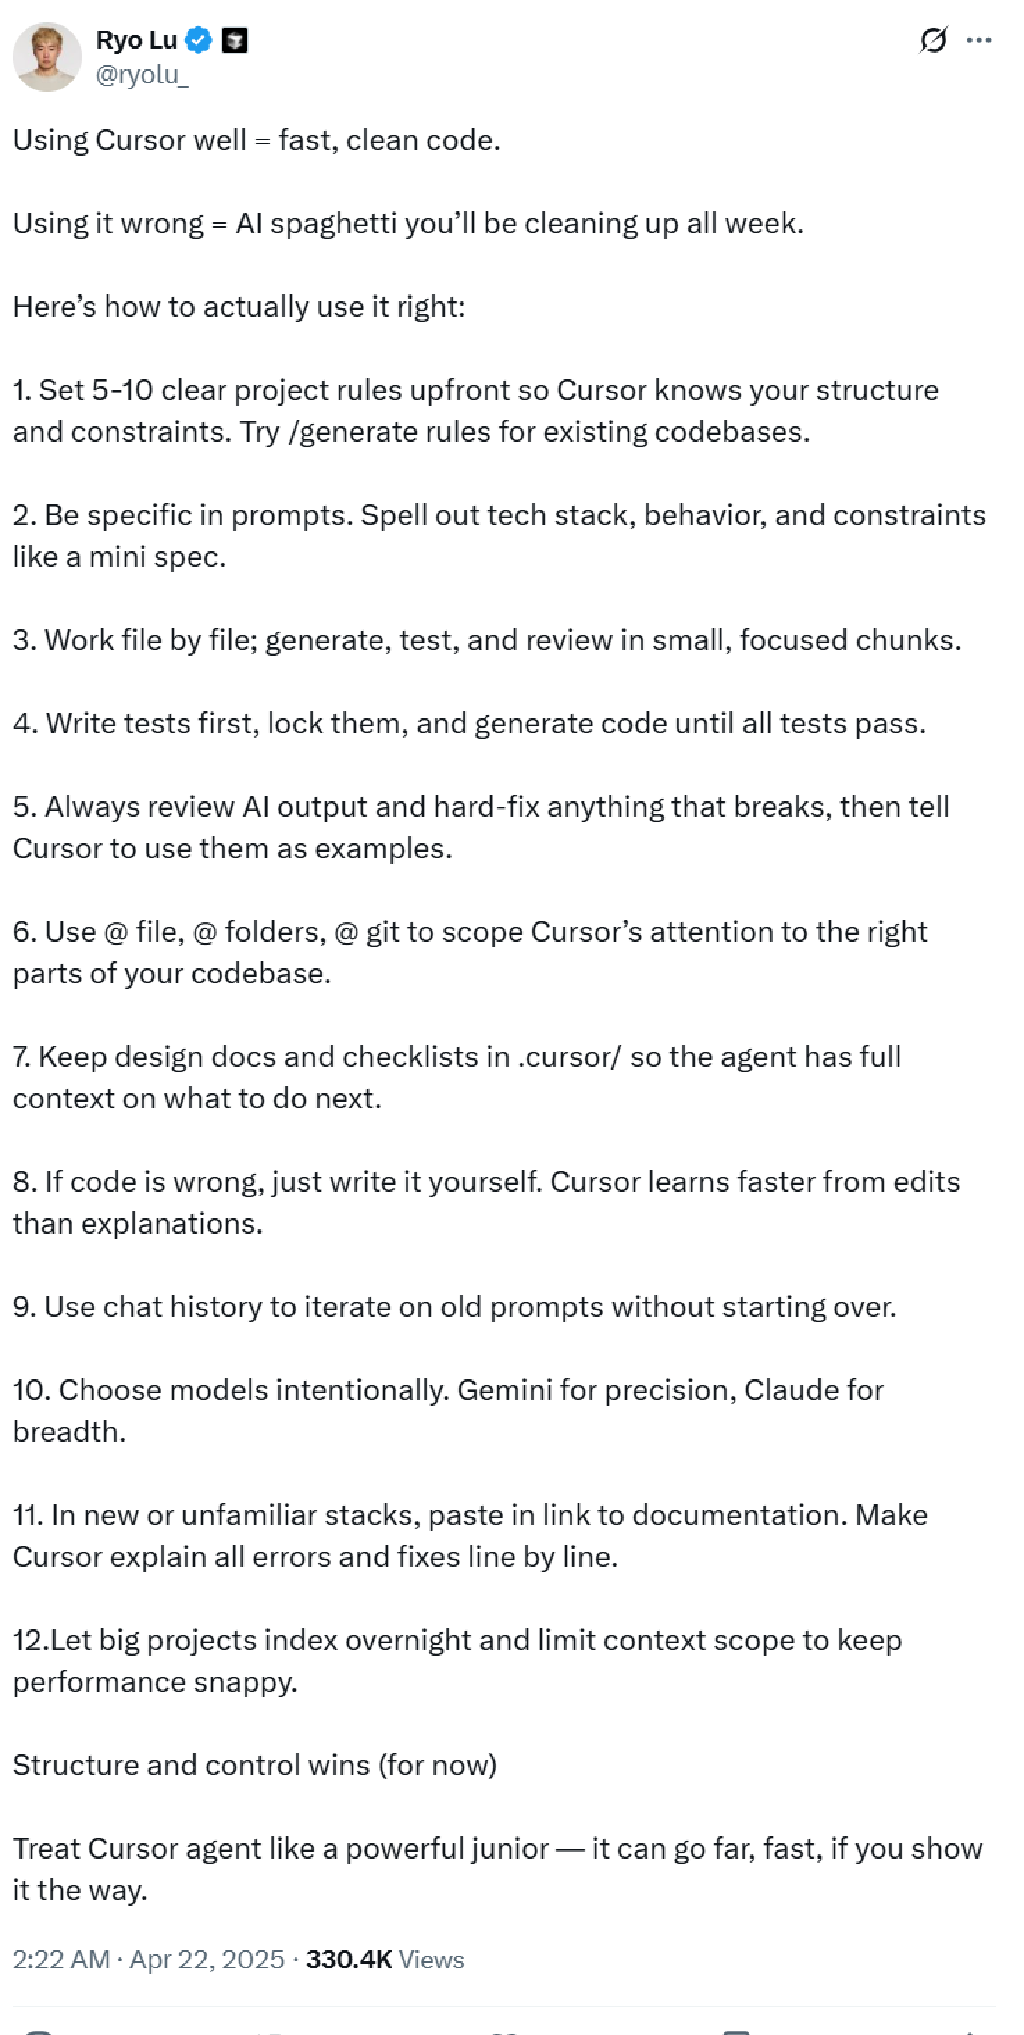 Ryo Lu
@ryolu_
Using Cursor well = fast, clean code.
Using it wrong = AI spaghetti you’ll be cleaning up all week.
Here’s how to actually use it right:
1. Set 5-10 clear project rules upfront so Cursor knows your structure
and constraints. Try /generate rules for existing codebases.
2. Be specific in prompts. Spell out tech stack, behavior, and constraints
like a mini spec.
3. Work file by file; generate, test, and review in small, focused chunks.
4. Write tests first, lock them, and generate code until all tests pass.
5. Always review AI output and hard-fix anything that breaks, then tell
Cursor to use them as examples.
6. Use @ file, @ folders, @ git to scope Cursor’s attention to the right
parts of your codebase.
7. Keep design docs and checklists in .cursor/ so the agent has full
context on what to do next.
8. If code is wrong, just write it yourself. Cursor learns faster from edits
than explanations.
9. Use chat history to iterate on old prompts without starting over.
10. Choose models intentionally. Gemini for precision, Claude for
breadth.
11. In new or unfamiliar stacks, paste in link to documentation. Make
Cursor explain all errors and fixes line by line.
12.Let big projects index overnight and limit context scope to keep
performance snappy.
Structure and control wins (for now)
Treat Cursor agent like a powerful junior — it can go far, fast, if you show
it the way.
2:22 AM · Apr 22, 2025 · 330.4K Views